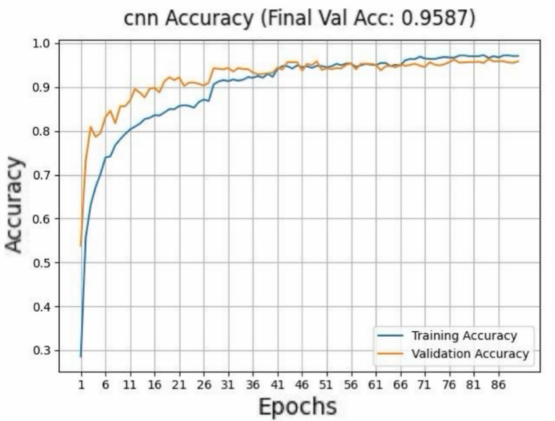 cnn Accuracy (Final Val Acc: 0.9587)
1.0
0.9
0.8
0.7
0.6
0.5
0.4
0.3
Accuracy
Training Accuracy
Validation Accuracy
1 6 11 16 21 26 31 36 41 46 51 56 61 66 71 76 81 86
Epochs